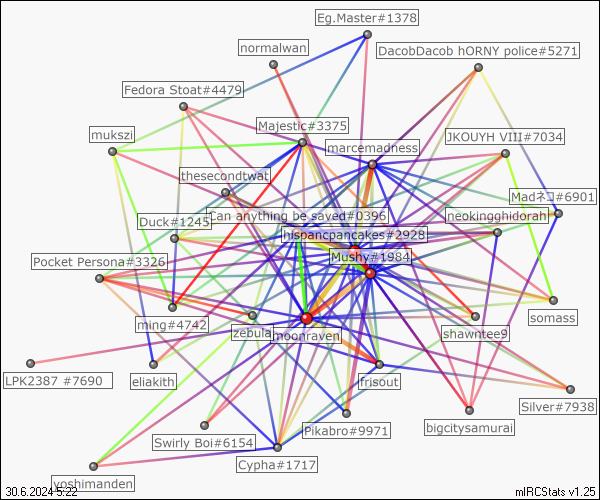 Eg.Master#1378
normalwan
DacobDacob hORNY police#5271
Fedora Stoat#4479
Majestic#3375
mukszi
JKOUYH VIII#7034
marcemadness
thesecondtwat
Madネコ#6901
Can anything be saved#0396
neokingghidorah
Duck#1245
hispancpancakes#2929
Mushy#1984
Pocket Persona#3326
somass
ming#4742
zebula
moonraven
shawntee9
LPK2387 #7690
eliakith
frisout
Silver#7938
Pikabro#9971
bigcitysamurai
Swirly Boi#6154
Cypha#1717
yoshimanden
30.6.2024 5:22
mIRCStats v1.25